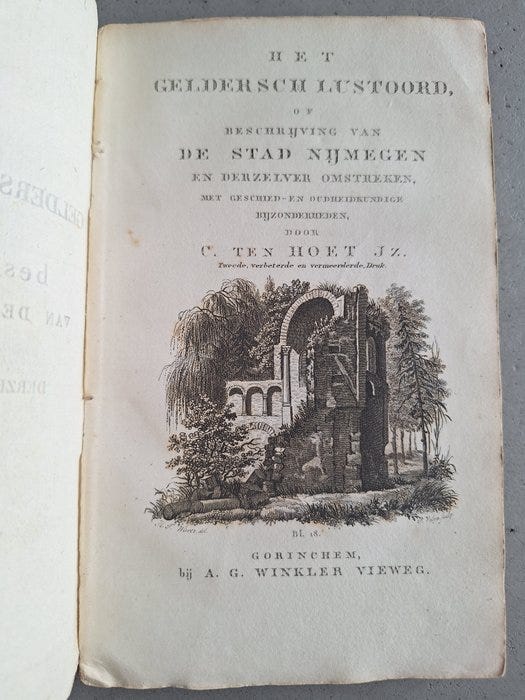 HET
GELDERSCH LUSTOORD,
OF
BESCHRIJVING VAN
DE STAD NIJMEGEN
EN DERZELVER OMSTREKEN,
MET GESCHIED- EN OUDHEIDKUNDIGE
BIJZONDERHEDEN,
DOOR
C. TEN HOET JZ.
Tweede, verbeterde en vermeerderde, Druk.
Bl. 18.
GORINCHEM,
bij A. G. WINKLER VIEWEG.